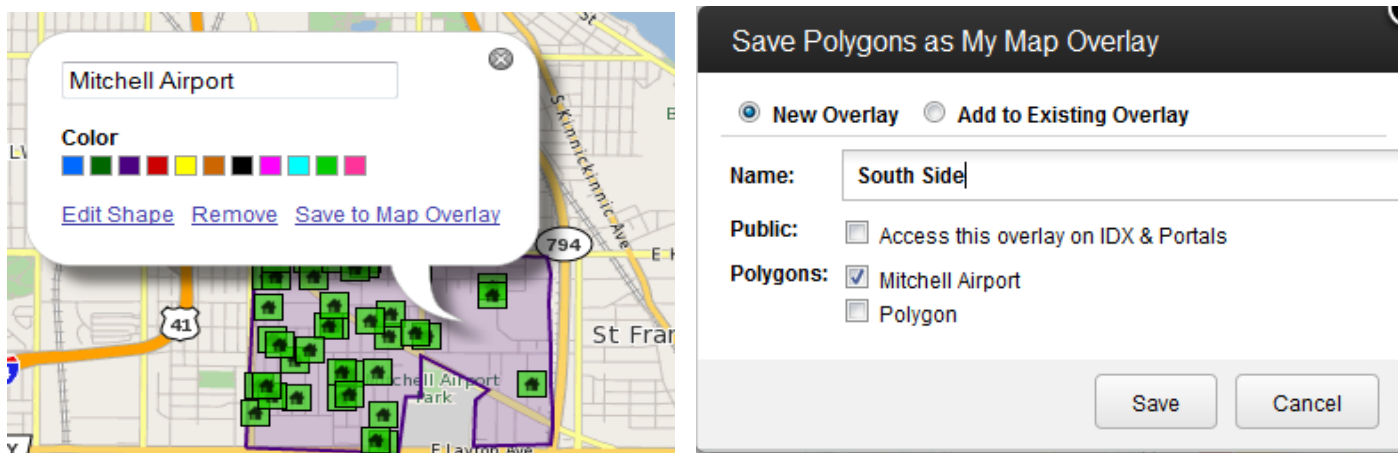 St
Mitchell Airport
S Kinnickinnic Ave
Color
Edit Shape Remove Save to Map Overlay
794
E
41
St Fran
chell Airport
Park
E Layton Ave
Save Polygons as My Map Overlay
New Overlay Add to Existing Overlay
Name: South Side
Public: Access this overlay on IDX & Portals
Polygons: Mitchell Airport
Polygon
Save Cancel